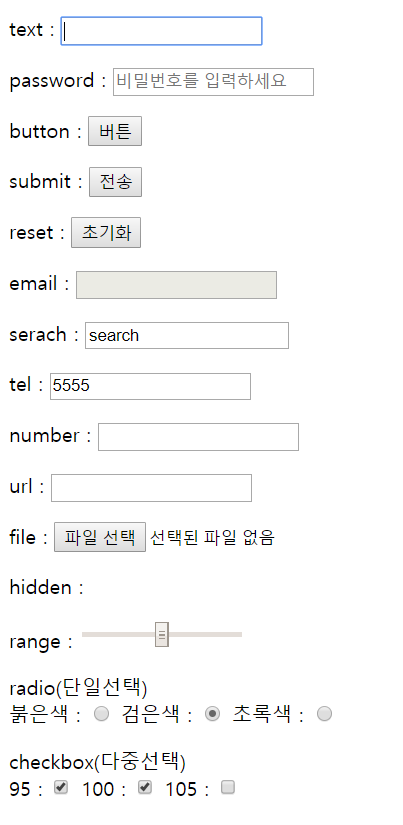 text :
password : 비밀번호를 입력하세요
button : 버튼
submit : 전송
reset : 초기화
email :
serach : search
tel : 5555
number :
url :
file : 파일 선택 선택된 파일 없음
hidden :
range :
radio(단일선택)
붉은색 : 검은색 : 초록색 :
checkbox(다중선택)
95 : 100 : 105 :